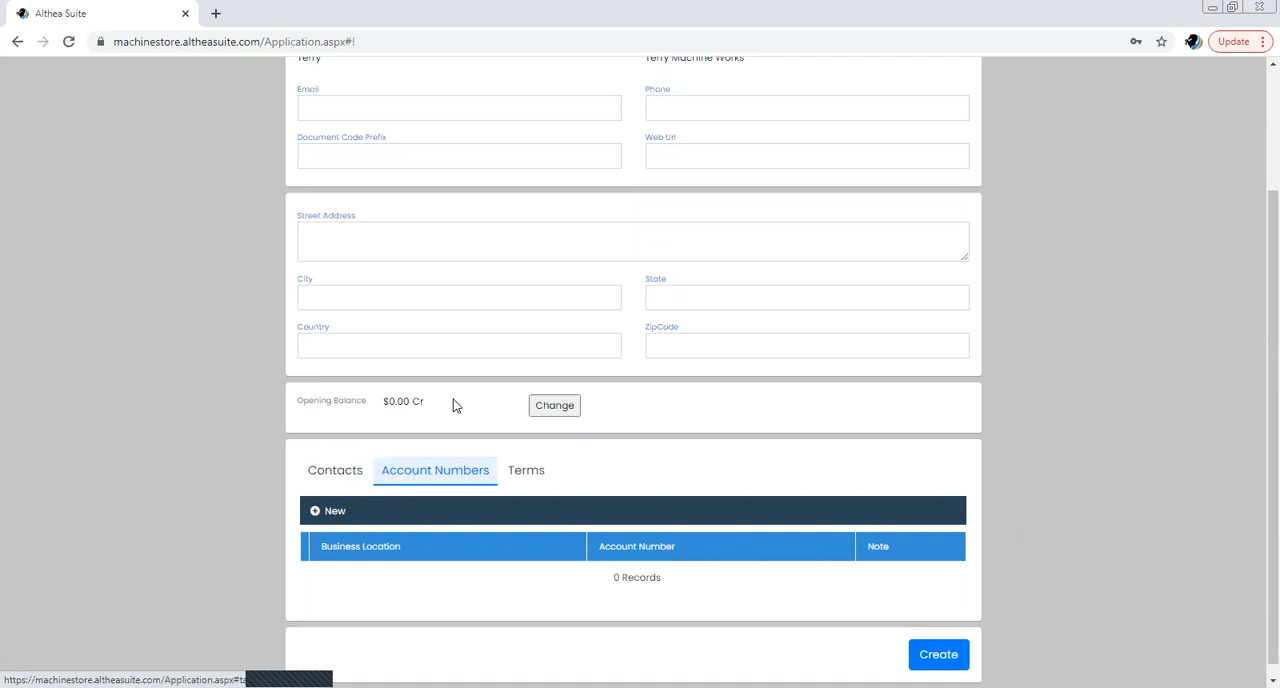 Althea Suite
machinestore.altheasuite.com/Application.aspx#!
Update
Terry
Terry Machine Works
Email
Phone
Document Code Prefix
Web Url
Street Address
City
State
Country
ZipCode
Opening Balance
$0.00 Cr
Change
Contacts
Account Numbers
Terms
New
Business Location
Account Number
Note
0 Records
Create
https://machinestore.altheasuite.com/Application.aspx#ta